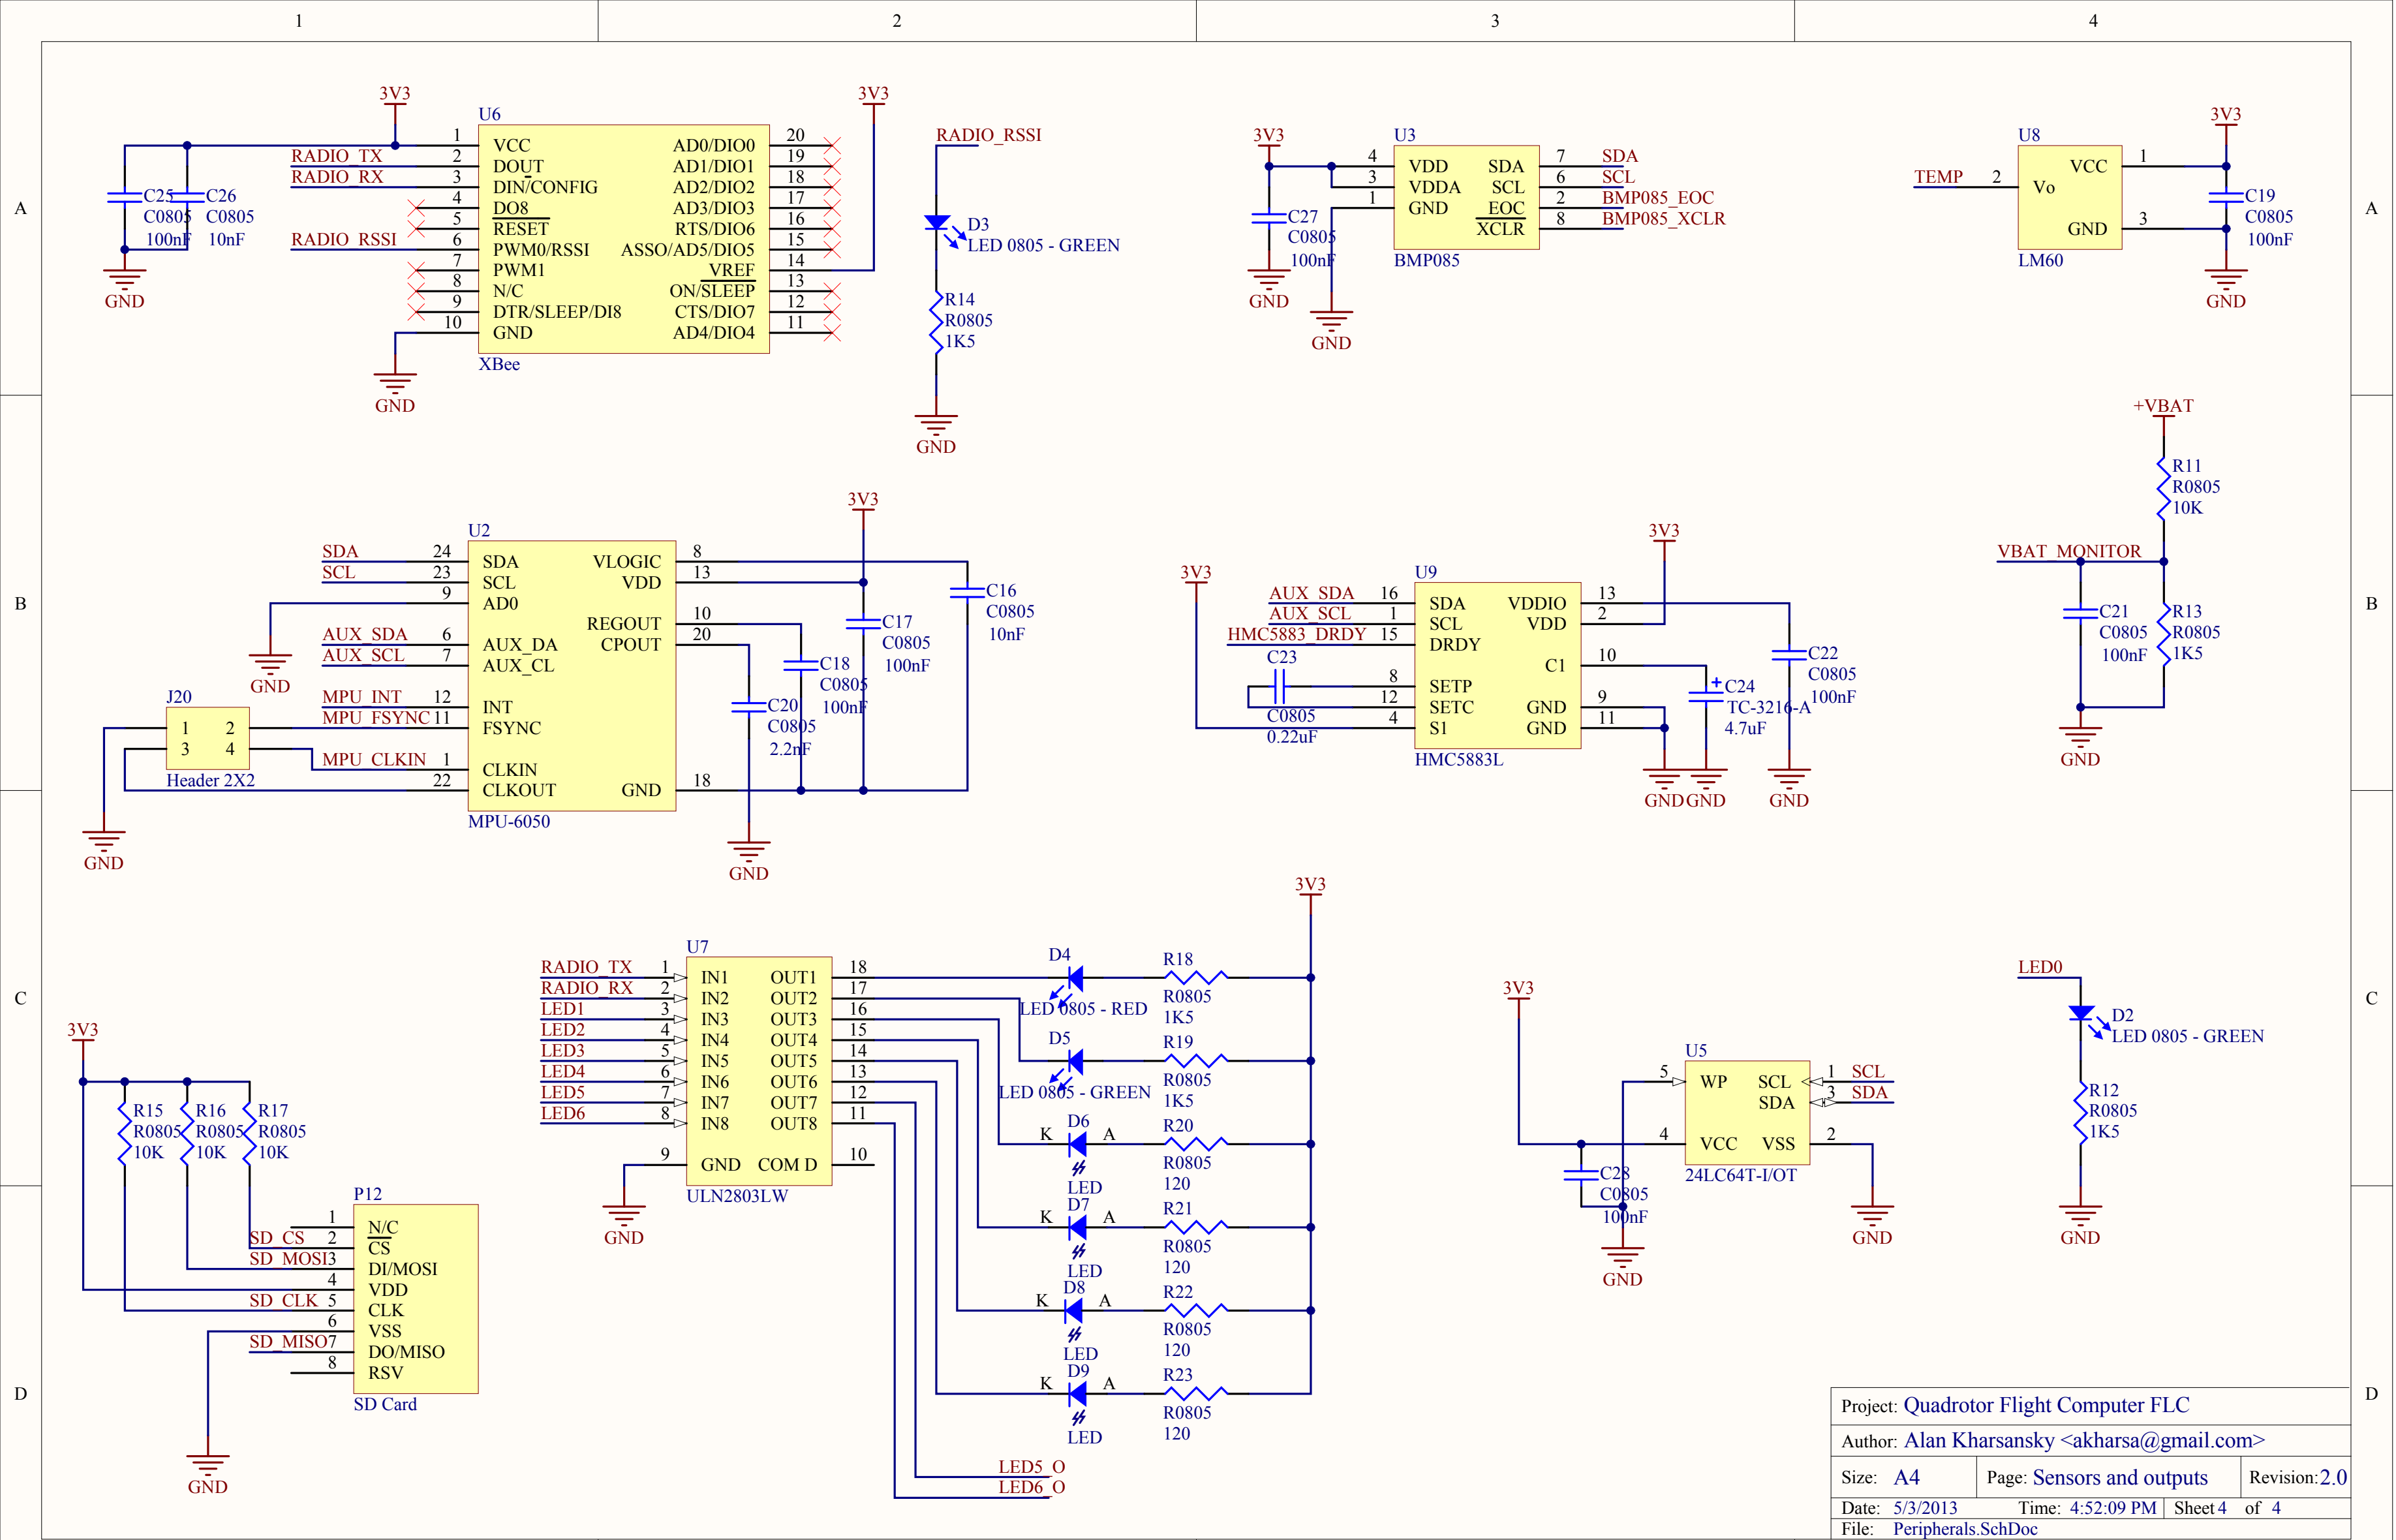 1 2 3 4
A
B
C
D
A
B
C
D
3V3
U6
1 VCC
2 DOUT
3 DIN/CONFIG
4 DO8
5 RESET
6 PWM0/RSSI
7 PWM1
8 N/C
9 DTR/SLEEP/DI8
10 GND
AD0/DIO0 20
AD1/DIO1 19
AD2/DIO2 18
AD3/DIO3 17
RTS/DIO6 16
ASSO/AD5/DIO5 15
VREF 14
ON/SLEEP 13
CTS/DIO7 12
AD4/DIO4 11
XBee
RADIO_TX
RADIO_RX
RADIO_RSSI
C25
C0805
100nF
C26
C0805
10nF
GND
GND
3V3
RADIO_RSSI
D3
LED 0805 - GREEN
R14
R0805
1K5
GND
3V3
U3
4 VDD
3 VDDA
1 GND
SDA 7 SDA
SCL 6 SCL
EOC 2 BMP085_EOC
XCLR 8 BMP085_XCLR
BMP085
C27
C0805
100nF
GND
GND
3V3
U8
TEMP 2 Vo
VCC 1
GND 3
LM60
C19
C0805
100nF
GND
+VBAT
R11
R0805
10K
VBAT_MONITOR
C21
C0805
100nF
R13
R0805
1K5
GND
U2
SDA 24 SDA
SCL 23 SCL
9 AD0
AUX_SDA 6 AUX_DA
AUX_SCL 7 AUX_CL
MPU_INT 12 INT
MPU_FSYNC 11 FSYNC
MPU_CLKIN 1 CLKIN
22 CLKOUT
VLOGIC 8
VDD 13
REGOUT 10
CPOUT 20
GND 18
MPU-6050
GND
J20
1 2
3 4
Header 2X2
GND
3V3
C16
C0805
10nF
C17
C0805
100nF
C18
C0805
100nF
C20
C0805
2.2nF
GND
3V3
3V3
U9
AUX_SDA 16 SDA
AUX_SCL 1 SCL
HMC5883_DRDY 15 DRDY
8 SETP
12 SETC
4 S1
VDDIO 13
VDD 2
C1 10
GND 9
GND 11
HMC5883L
C23
C0805
0.22uF
C24
+
TC-3216-A
4.7uF
C22
C0805
100nF
GND
GND
GND
3V3
R15
R0805
10K
R16
R0805
10K
R17
R0805
10K
P12
1 N/C
SD_CS 2 CS
SD_MOSI 3 DI/MOSI
4 VDD
SD_CLK 5 CLK
6 VSS
SD_MISO 7 DO/MISO
8 RSV
SD Card
GND
U7
RADIO_TX 1 IN1
RADIO_RX 2 IN2
LED1 3 IN3
LED2 4 IN4
LED3 5 IN5
LED4 6 IN6
LED5 7 IN7
LED6 8 IN8
9 GND
OUT1 18
OUT2 17
OUT3 16
OUT4 15
OUT5 14
OUT6 13
OUT7 12
OUT8 11
COM D 10
ULN2803LW
GND
3V3
D4
LED 0805 - RED
R18
R0805
1K5
D5
LED 0805 - GREEN
R19
R0805
1K5
D6
K A
LED
R20
R0805
120
D7
K A
LED
R21
R0805
120
D8
K A
LED
R22
R0805
120
D9
K A
LED
R23
R0805
120
LED5_O
LED6_O
3V3
U5
5 WP
4 VCC
SCL 1 SCL
SDA 3 SDA
VSS 2
24LC64T-I/OT
C28
C0805
100nF
GND
GND
LED0
D2
LED 0805 - GREEN
R12
R0805
1K5
GND
Project: Quadrotor Flight Computer FLC
Author: Alan Kharsansky <akharsa@gmail.com>
Size: A4 Page: Sensors and outputs Revision: 2.0
Date: 5/3/2013 Time: 4:52:09 PM Sheet 4 of 4
File: Peripherals.SchDoc